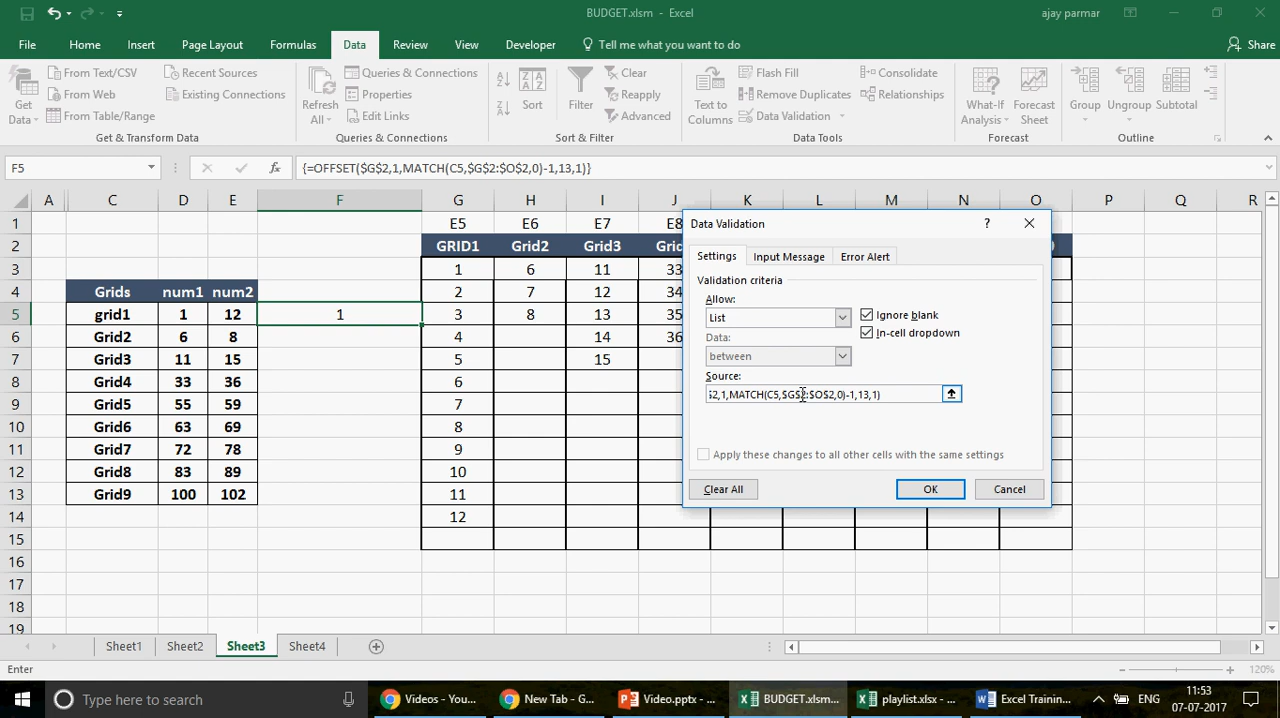 BUDGET.xlsm - Excel
ajay parmar
File Home Insert Page Layout Formulas Data Review View Developer Tell me what you want to do Share
Get Data
From Text/CSV
From Web
From Table/Range
Recent Sources
Existing Connections
Get & Transform Data
Refresh All
Queries & Connections
Properties
Edit Links
Queries & Connections
Sort
Filter
Clear
Reapply
Advanced
Sort & Filter
Text to Columns
Flash Fill
Remove Duplicates
Data Validation
Consolidate
Relationships
Data Tools
What-If Analysis
Forecast Sheet
Forecast
Group
Ungroup
Subtotal
Outline
F5 fx {=OFFSET($G$2,1,MATCH(C5,$G$2:$O$2,0)-1,13,1)}
A C D E F G H I J K L M N O P Q R
1 E5 E6 E7 E8
2 GRID1 Grid2 Grid3 Gric
3 1 6 11 33
4 Grids num1 num2 2 7 12 34
5 grid1 1 12 1 3 8 13 35
6 Grid2 6 8 4 14 36
7 Grid3 11 15 5 15
8 Grid4 33 36 6
9 Grid5 55 59 7
10 Grid6 63 69 8
11 Grid7 72 78 9
12 Grid8 83 89 10
13 Grid9 100 102 11
14 12
15
16
17
18
19
Data Validation ?
Settings Input Message Error Alert
Validation criteria
Allow:
List Ignore blank
Data: In-cell dropdown
between
Source:
$2,1,MATCH(C5,$G$2:$O$2,0)-1,13,1)
Apply these changes to all other cells with the same settings
Clear All OK Cancel
Sheet1 Sheet2 Sheet3 Sheet4
Enter 120%
Type here to search Videos - You... New Tab - G... Video.pptx - ... BUDGET.xlsm... playlist.xlsx - ... Excel Trainin... ENG 11:53
07-07-2017